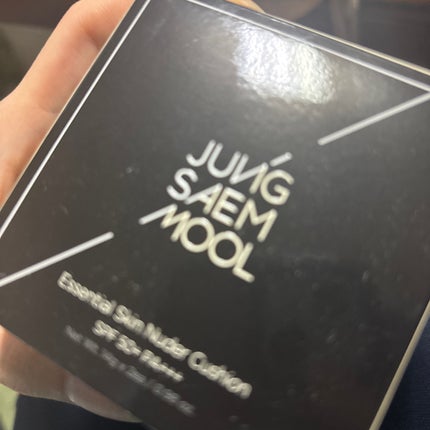 JUNG
SAEM
MOOL
Essential Skin Nuder Cushion
SPF 50+ PA+++